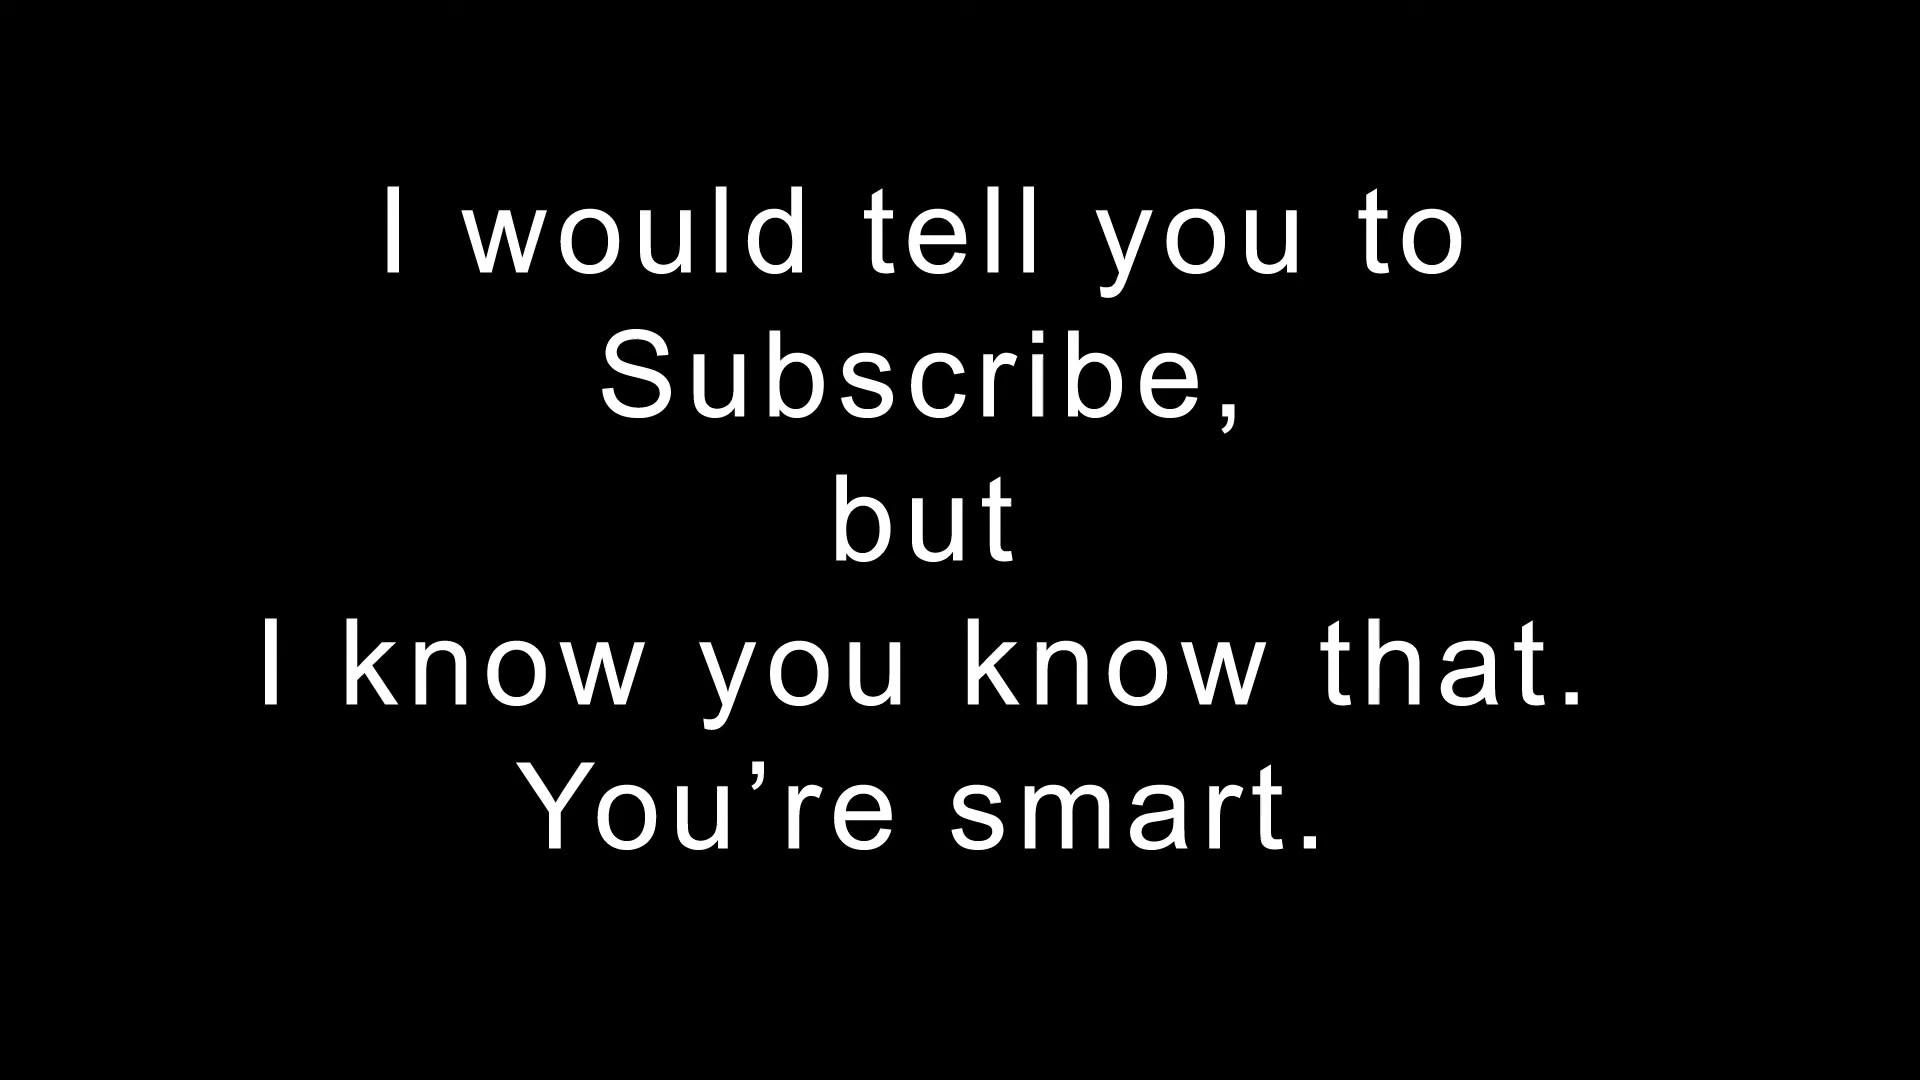 I would tell you to
Subscribe,
but
I know you know that.
You’re smart.